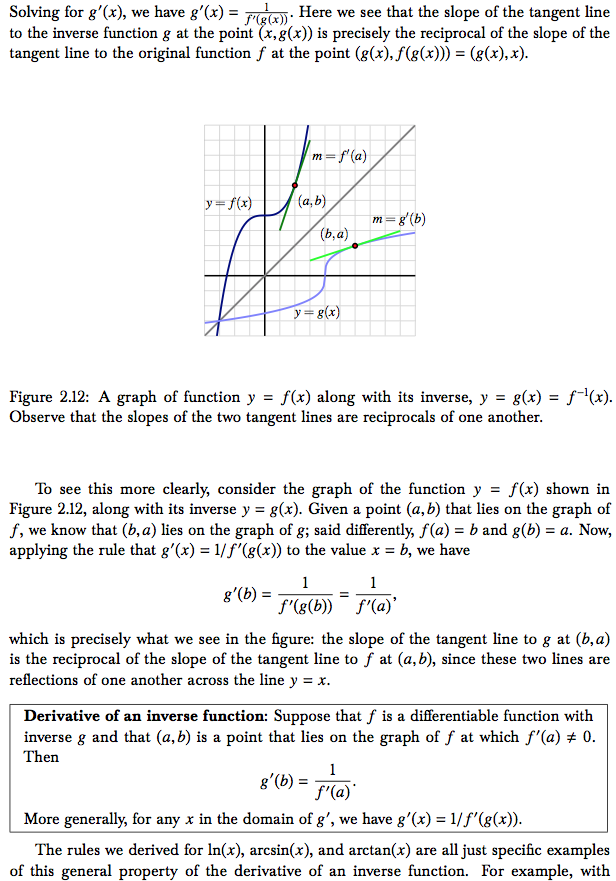 Solving for g′(x), we have g′(x) = 1/f′(g(x)). Here we see that the slope of the tangent line
to the inverse function g at the point (x, g(x)) is precisely the reciprocal of the slope of the
tangent line to the original function f at the point (g(x), f(g(x))) = (g(x), x).
m = f′(a)
y = f(x)
(a, b)
m = g′(b)
(b, a)
y = g(x)
Figure 2.12: A graph of function y = f(x) along with its inverse, y = g(x) = f⁻¹(x).
Observe that the slopes of the two tangent lines are reciprocals of one another.
To see this more clearly, consider the graph of the function y = f(x) shown in
Figure 2.12, along with its inverse y = g(x). Given a point (a, b) that lies on the graph of
f, we know that (b, a) lies on the graph of g; said differently, f(a) = b and g(b) = a. Now,
applying the rule that g′(x) = 1/f′(g(x)) to the value x = b, we have
g′(b) = 1/f′(g(b)) = 1/f′(a),
which is precisely what we see in the figure: the slope of the tangent line to g at (b, a)
is the reciprocal of the slope of the tangent line to f at (a, b), since these two lines are
reflections of one another across the line y = x.
Derivative of an inverse function: Suppose that f is a differentiable function with
inverse g and that (a, b) is a point that lies on the graph of f at which f′(a) ≠ 0.
Then
g′(b) = 1/f′(a).
More generally, for any x in the domain of g′, we have g′(x) = 1/f′(g(x)).
The rules we derived for ln(x), arcsin(x), and arctan(x) are all just specific examples
of this general property of the derivative of an inverse function. For example, with